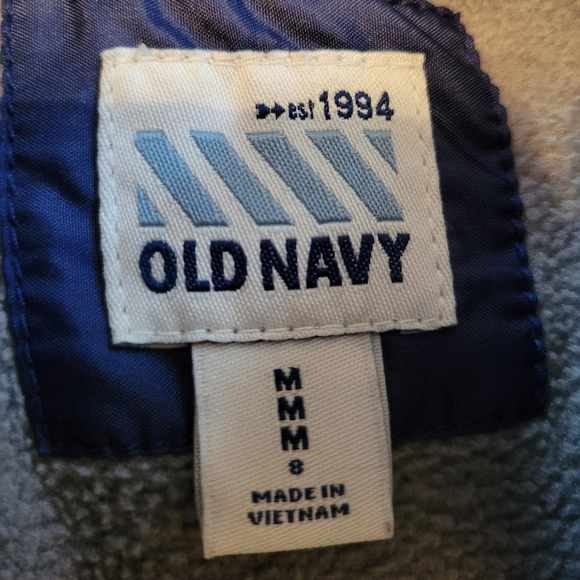 est 1994
OLD NAVY
M
M
M
8
MADE IN
VIETNAM